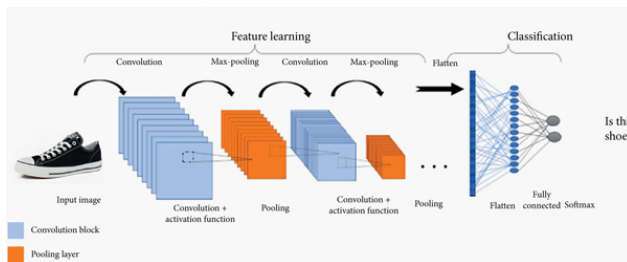 Feature learning
Classification
Convolution
Max-pooling
Convolution
Max-pooling
Flatten
Is th
shoe
Input image
Convolution +
activation function
Pooling
Convolution +
activation function
Pooling
Flatten
Fully
connected
Softmax
Convolution block
Pooling layer